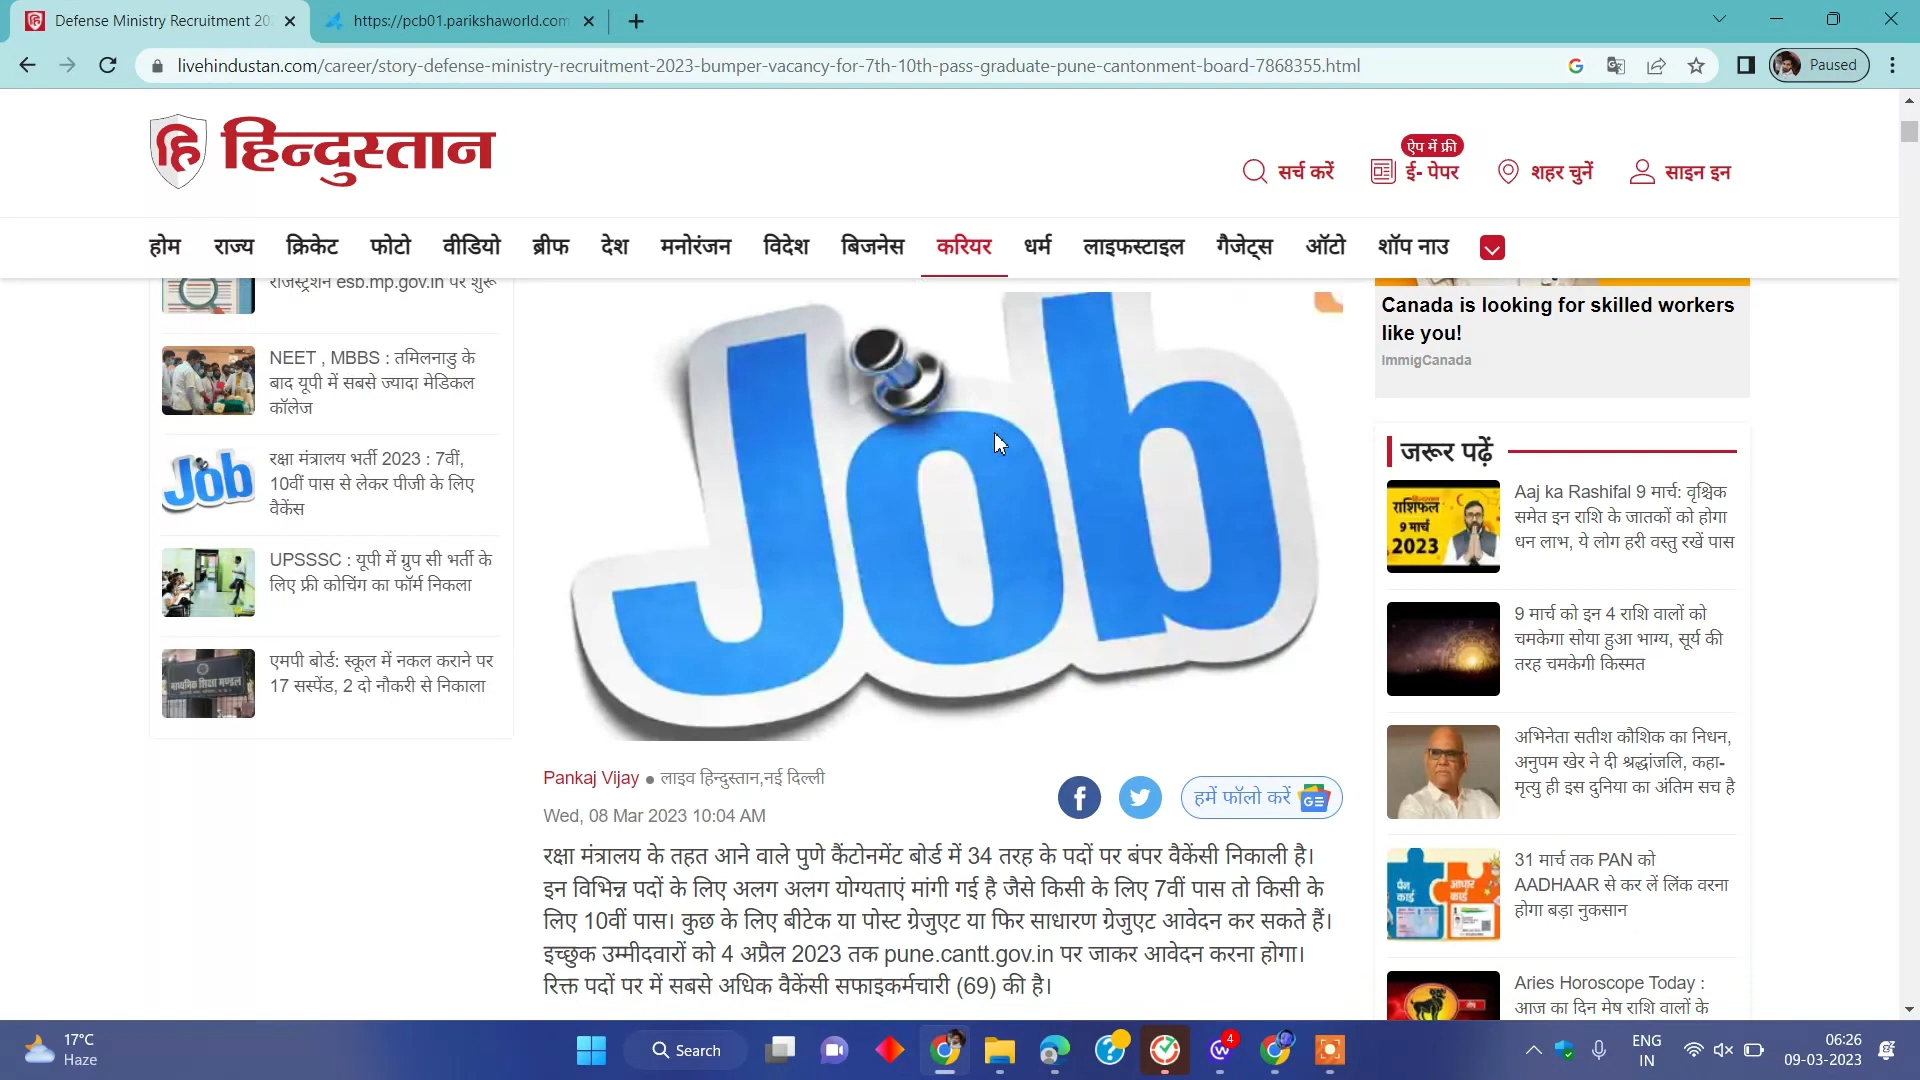 Defense Ministry Recruitment 20
https://pcb01.parikshaworld.com
livehindustan.com/career/story-defense-ministry-recruitment-2023-bumper-vacancy-for-7th-10th-pass-graduate-pune-cantonment-board-7868355.html
Paused
हि हिन्दुस्तान
सर्च करें
ऐप में फ्री
ई- पेपर
शहर चुनें
साइन इन
होम राज्य क्रिकेट फोटो वीडियो ब्रीफ देश मनोरंजन विदेश बिजनेस करियर धर्म लाइफस्टाइल गैजेट्स ऑटो शॉप नाउ
राजस्ट्रेशन esb.mp.gov.in पर शुरू
NEET , MBBS : तमिलनाडु के
बाद यूपी में सबसे ज्यादा मेडिकल
कॉलेज
Job
रक्षा मंत्रालय भर्ती 2023 : 7वीं,
10वीं पास से लेकर पीजी के लिए
वैकेंस
UPSSSC : यूपी में ग्रुप सी भर्ती के
लिए फ्री कोचिंग का फॉर्म निकला
माध्यमिक शिक्षा मण्डल
एमपी बोर्ड: स्कूल में नकल कराने पर
17 सस्पेंड, 2 दो नौकरी से निकाला
Job
Pankaj Vijay ● लाइव हिन्दुस्तान,नई दिल्ली
Wed, 08 Mar 2023 10:04 AM
हमें फॉलो करें
रक्षा मंत्रालय के तहत आने वाले पुणे कैंटोनमेंट बोर्ड में 34 तरह के पदों पर बंपर वैकेंसी निकाली है।
इन विभिन्न पदों के लिए अलग अलग योग्यताएं मांगी गई है जैसे किसी के लिए 7वीं पास तो किसी के
लिए 10वीं पास। कुछ के लिए बीटेक या पोस्ट ग्रेजुएट या फिर साधारण ग्रेजुएट आवेदन कर सकते हैं।
इच्छुक उम्मीदवारों को 4 अप्रैल 2023 तक pune.cantt.gov.in पर जाकर आवेदन करना होगा।
रिक्त पदों पर में सबसे अधिक वैकेंसी सफाइकर्मचारी (69) की है।
Canada is looking for skilled workers
like you!
ImmigCanada
जरूर पढ़ें
राशिफल
9 मार्च
2023
Aaj ka Rashifal 9 मार्च: वृश्चिक
समेत इन राशि के जातकों को होगा
धन लाभ, ये लोग हरी वस्तु रखें पास
9 मार्च को इन 4 राशि वालों को
चमकेगा सोया हुआ भाग्य, सूर्य की
तरह चमकेगी किस्मत
अभिनेता सतीश कौशिक का निधन,
अनुपम खेर ने दी श्रद्धांजलि, कहा-
मृत्यु ही इस दुनिया का अंतिम सच है
पैन
कार्ड
आधार
कार्ड
31 मार्च तक PAN को
AADHAAR से कर लें लिंक वरना
होगा बड़ा नुकसान
Aries Horoscope Today :
आज का दिन मेष राशि वालों के
17°C
Haze
Search
4
ENG
IN
06:26
09-03-2023